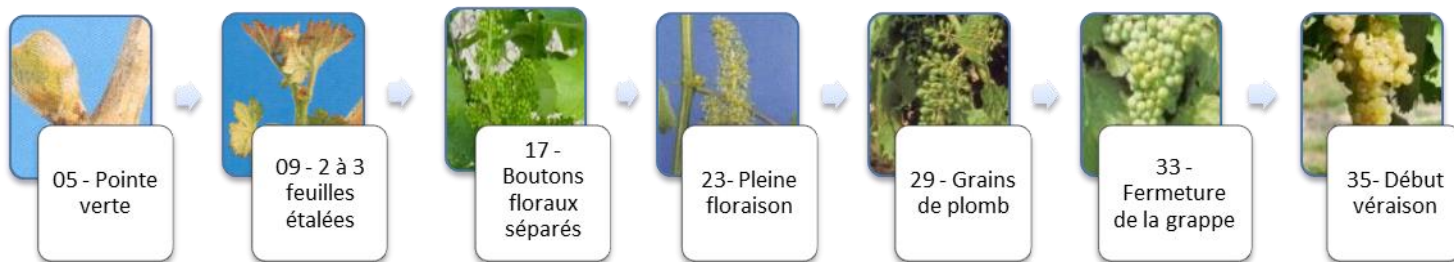 05 - Pointe
verte
09 - 2 à 3
feuilles
étalées
17 -
Boutons
floraux
séparés
23- Pleine
floraison
29 - Grains
de plomb
33 -
Fermeture
de la grappe
35- Début
véraison